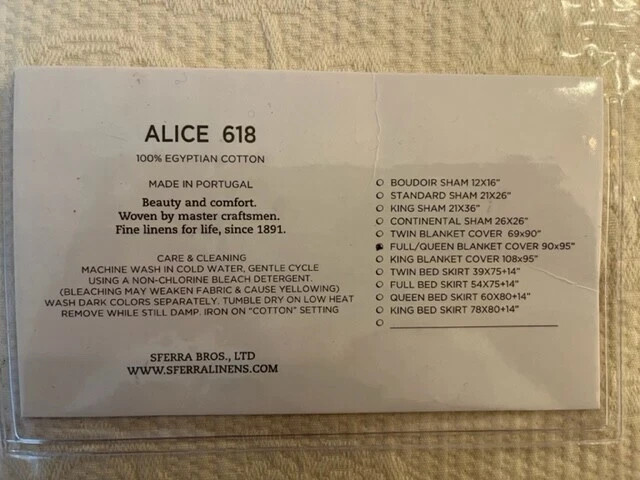 ALICE 618
100% EGYPTIAN COTTON
MADE IN PORTUGAL
Beauty and comfort.
Woven by master craftsmen.
Fine linens for life, since 1891.
CARE & CLEANING
MACHINE WASH IN COLD WATER, GENTLE CYCLE
USING A NON-CHLORINE BLEACH DETERGENT.
(BLEACHING MAY WEAKEN FABRIC & CAUSE YELLOWING)
WASH DARK COLORS SEPARATELY. TUMBLE DRY ON LOW HEAT
REMOVE WHILE STILL DAMP. IRON ON "COTTON" SETTING
SFERRA BROS., LTD
WWW.SFERRALINENS.COM
BOUDOIR SHAM 12X16"
STANDARD SHAM 21X26"
KING SHAM 21X36"
CONTINENTAL SHAM 26X26"
TWIN BLANKET COVER 69x90"
FULL/QUEEN BLANKET COVER 90x95"
KING BLANKET COVER 108x95"
TWIN BED SKIRT 39X75+14"
FULL BED SKIRT 54X75+14"
QUEEN BED SKIRT 60X80+14"
KING BED SKIRT 78X80+14"